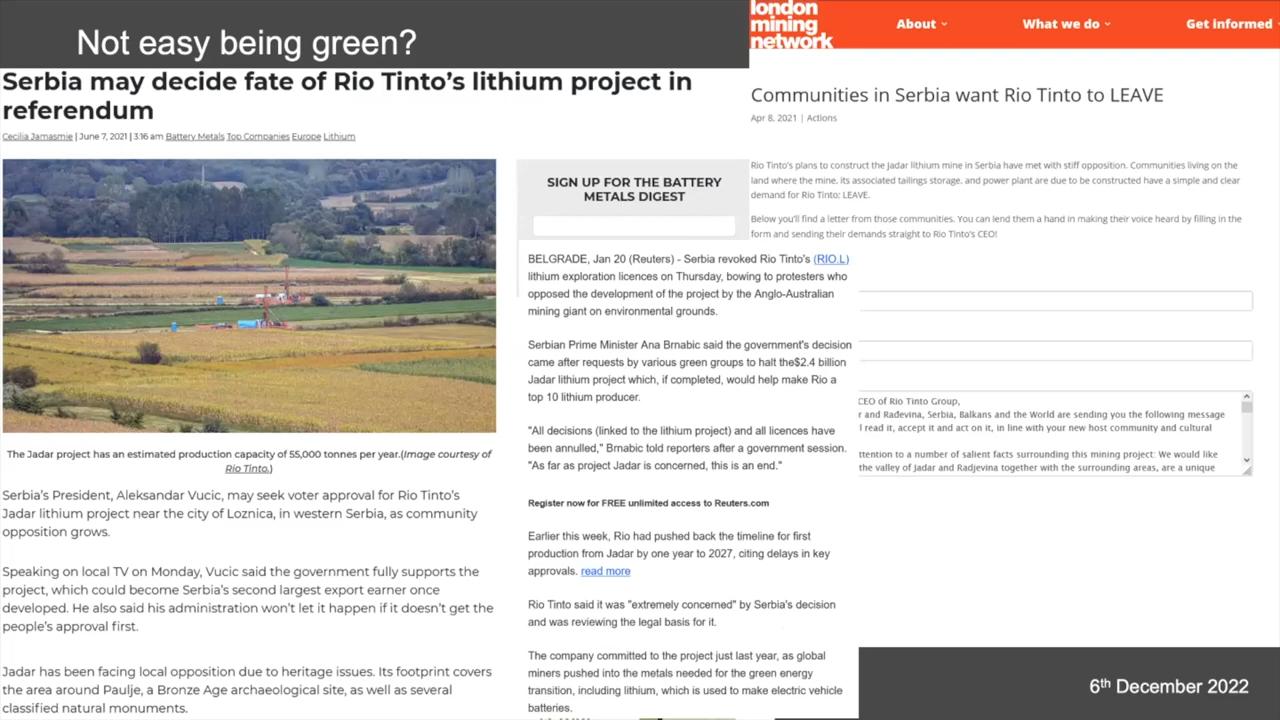 Not easy being green?
Serbia may decide fate of Rio Tinto's lithium project in
referendum
Cecilia Jamasmie | June 7, 2021 | 3:16 am Battery Metals Top Companies Europe Lithium
The Jadar project has an estimated production capacity of 55,000 tonnes per year.(Image courtesy of
Rio Tinto.)
Serbia's President, Aleksandar Vucic, may seek voter approval for Rio Tinto's
Jadar lithium project near the city of Loznica, in western Serbia, as community
opposition grows.
Speaking on local TV on Monday, Vucic said the government fully supports the
project, which could become Serbia's second largest export earner once
developed. He also said his administration won't let it happen if it doesn't get the
people's approval first.
Jadar has been facing local opposition due to heritage issues. Its footprint covers
the area around Paulje, a Bronze Age archaeological site, as well as several
classified natural monuments.
SIGN UP FOR THE BATTERY
METALS DIGEST
BELGRADE, Jan 20 (Reuters) - Serbia revoked Rio Tinto's (RIO.L)
lithium exploration licences on Thursday, bowing to protesters who
opposed the development of the project by the Anglo-Australian
mining giant on environmental grounds.
Serbian Prime Minister Ana Brnabic said the government's decision
came after requests by various green groups to halt the$2.4 billion
Jadar lithium project which, if completed, would help make Rio a
top 10 lithium producer.
"All decisions (linked to the lithium project) and all licences have
been annulled," Brnabic told reporters after a government session.
"As far as project Jadar is concerned, this is an end."
Register now for FREE unlimited access to Reuters.com
Earlier this week, Rio had pushed back the timeline for first
production from Jadar by one year to 2027, citing delays in key
approvals. read more
Rio Tinto said it was "extremely concerned" by Serbia's decision
and was reviewing the legal basis for it.
The company committed to the project just last year, as global
miners pushed into the metals needed for the green energy
transition, including lithium, which is used to make electric vehicle
batteries.
london
mining
network
About
What we do
Get Informed
Communities in Serbia want Rio Tinto to LEAVE
Apr 8, 2021 | Actions
Rio Tinto's plans to construct the Jadar lithium mine in Serbia have met with stiff opposition. Communities living on the
land where the mine, its associated tailings storage, and power plant are due to be constructed have a simple and clear
demand for Rio Tinto: LEAVE.
Below you'll find a letter from those communities. You can lend them a hand in making their voice heard by filling in the
form and sending their demands straight to Rio Tinto's CEO!
CEO of Rio Tinto Group,
r and Rađevina, Serbia, Balkans and the World are sending you the following message
l read it, accept it and act on it, in line with your new host community and cultural
ttention to a number of salient facts surrounding this mining project: We would like
the valley of Jadar and Radjevina together with the surrounding areas, are a unique
6th December 2022